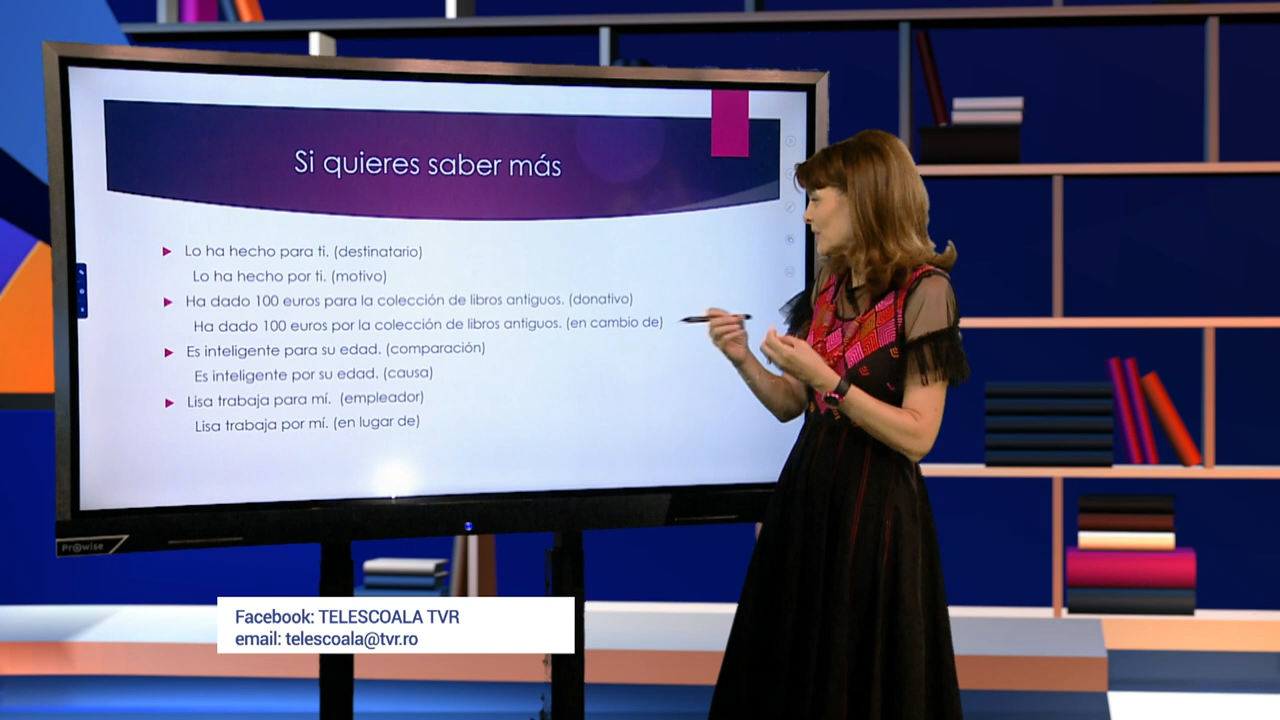 Si quieres saber más
Lo ha hecho para ti. (destinatario)
Lo ha hecho por ti. (motivo)
Ha dado 100 euros para la colección de libros antiguos. (donativo)
Ha dado 100 euros por la colección de libros antiguos. (en cambio de)
Es inteligente para su edad. (comparación)
Es inteligente por su edad. (causa)
Lisa trabaja para mí. (empleador)
Lisa trabaja por mí. (en lugar de)
Prowise
Facebook: TELESCOALA TVR
email: telescoala@tvr.ro